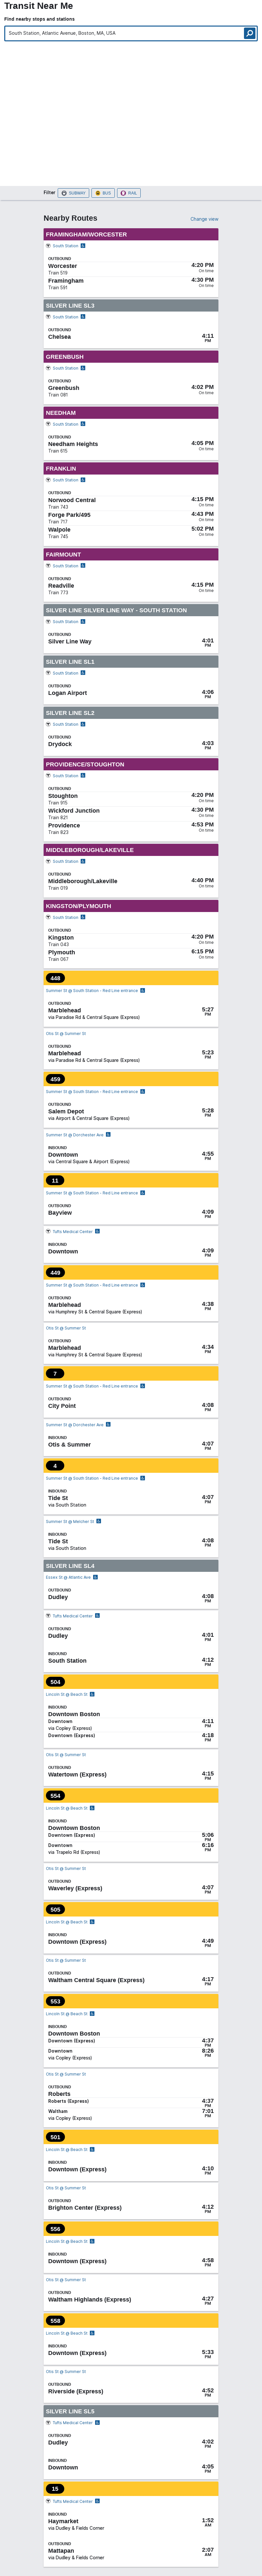 Transit Near Me
Find nearby stops and stations
South Station, Atlantic Avenue, Boston, MA, USA
Filter SUBWAY BUS RAIL
Nearby Routes Change view
FRAMINGHAM/WORCESTER
South Station
OUTBOUND
Worcester 4:20 PM
Train 519 On time
Framingham 4:30 PM
Train 591 On time
SILVER LINE SL3
South Station
OUTBOUND
Chelsea 4:11
PM
GREENBUSH
South Station
OUTBOUND
Greenbush 4:02 PM
Train 081 On time
NEEDHAM
South Station
OUTBOUND
Needham Heights 4:05 PM
Train 615 On time
FRANKLIN
South Station
OUTBOUND
Norwood Central 4:15 PM
Train 743 On time
Forge Park/495 4:43 PM
Train 717 On time
Walpole 5:02 PM
Train 745 On time
FAIRMOUNT
South Station
OUTBOUND
Readville 4:15 PM
Train 773 On time
SILVER LINE SILVER LINE WAY - SOUTH STATION
South Station
OUTBOUND
Silver Line Way 4:01
PM
SILVER LINE SL1
South Station
OUTBOUND
Logan Airport 4:06
PM
SILVER LINE SL2
South Station
OUTBOUND
Drydock 4:03
PM
PROVIDENCE/STOUGHTON
South Station
OUTBOUND
Stoughton 4:20 PM
Train 915 On time
Wickford Junction 4:30 PM
Train 821 On time
Providence 4:53 PM
Train 823 On time
MIDDLEBOROUGH/LAKEVILLE
South Station
OUTBOUND
Middleborough/Lakeville 4:40 PM
Train 019 On time
KINGSTON/PLYMOUTH
South Station
OUTBOUND
Kingston 4:20 PM
Train 043 On time
Plymouth 6:15 PM
Train 067 On time
448
Summer St @ South Station - Red Line entrance
OUTBOUND
Marblehead 5:27
via Paradise Rd & Central Square (Express) PM
Otis St @ Summer St
OUTBOUND
Marblehead 5:23
via Paradise Rd & Central Square (Express) PM
459
Summer St @ South Station - Red Line entrance
OUTBOUND
Salem Depot 5:28
via Airport & Central Square (Express) PM
Summer St @ Dorchester Ave
INBOUND
Downtown 4:55
via Central Square & Airport (Express) PM
11
Summer St @ South Station - Red Line entrance
OUTBOUND
Bayview 4:09
PM
Tufts Medical Center
INBOUND
Downtown 4:09
PM
449
Summer St @ South Station - Red Line entrance
OUTBOUND
Marblehead 4:38
via Humphrey St & Central Square (Express) PM
Otis St @ Summer St
OUTBOUND
Marblehead 4:34
via Humphrey St & Central Square (Express) PM
7
Summer St @ South Station - Red Line entrance
OUTBOUND
City Point 4:08
PM
Summer St @ Dorchester Ave
INBOUND
Otis & Summer 4:07
PM
4
Summer St @ South Station - Red Line entrance
INBOUND
Tide St 4:07
via South Station PM
Summer St @ Melcher St
INBOUND
Tide St 4:08
via South Station PM
SILVER LINE SL4
Essex St @ Atlantic Ave
OUTBOUND
Dudley 4:08
PM
Tufts Medical Center
OUTBOUND
Dudley 4:01
PM
INBOUND
South Station 4:12
PM
504
Lincoln St @ Beach St
INBOUND
Downtown Boston
Downtown 4:11
via Copley (Express) PM
Downtown (Express) 4:18
PM
Otis St @ Summer St
OUTBOUND
Watertown (Express) 4:15
PM
554
Lincoln St @ Beach St
INBOUND
Downtown Boston
Downtown (Express) 5:06
PM
Downtown 6:16
via Trapelo Rd (Express) PM
Otis St @ Summer St
OUTBOUND
Waverley (Express) 4:07
PM
505
Lincoln St @ Beach St
INBOUND
Downtown (Express) 4:49
PM
Otis St @ Summer St
OUTBOUND
Waltham Central Square (Express) 4:17
PM
553
Lincoln St @ Beach St
INBOUND
Downtown Boston
Downtown (Express) 4:37
PM
Downtown 8:26
via Copley (Express) PM
Otis St @ Summer St
OUTBOUND
Roberts
Roberts (Express) 4:37
PM
Waltham 7:01
via Copley (Express) PM
501
Lincoln St @ Beach St
INBOUND
Downtown (Express) 4:10
PM
Otis St @ Summer St
OUTBOUND
Brighton Center (Express) 4:12
PM
556
Lincoln St @ Beach St
INBOUND
Downtown (Express) 4:58
PM
Otis St @ Summer St
OUTBOUND
Waltham Highlands (Express) 4:27
PM
558
Lincoln St @ Beach St
INBOUND
Downtown (Express) 5:33
PM
Otis St @ Summer St
OUTBOUND
Riverside (Express) 4:52
PM
SILVER LINE SL5
Tufts Medical Center
OUTBOUND
Dudley 4:02
PM
INBOUND
Downtown 4:05
PM
15
Tufts Medical Center
INBOUND
Haymarket 1:52
via Dudley & Fields Corner AM
OUTBOUND
Mattapan 2:07
via Dudley & Fields Corner AM